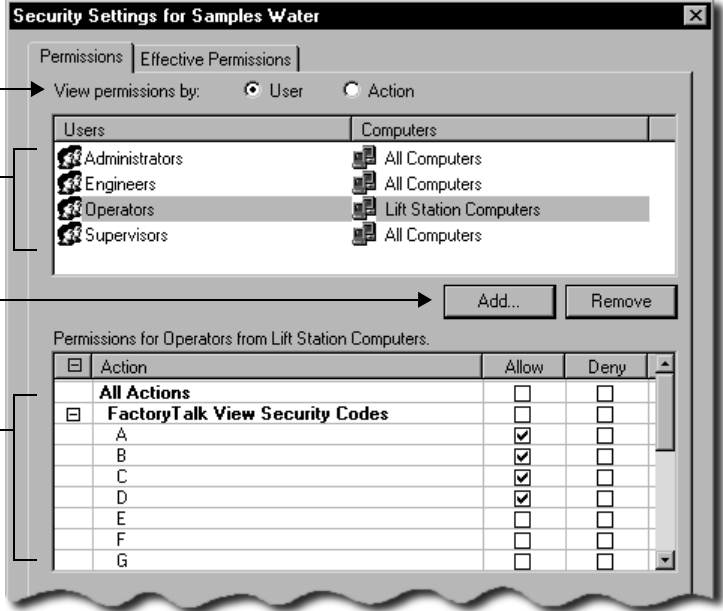 Security Settings for Samples Water
Permissions Effective Permissions
View permissions by: User Action
Users Computers
Administrators All Computers
Engineers All Computers
Operators Lift Station Computers
Supervisors All Computers
Add... Remove
Permissions for Operators from Lift Station Computers.
Action Allow Deny
All Actions
FactoryTalk View Security Codes
A
B
C
D
E
F
G